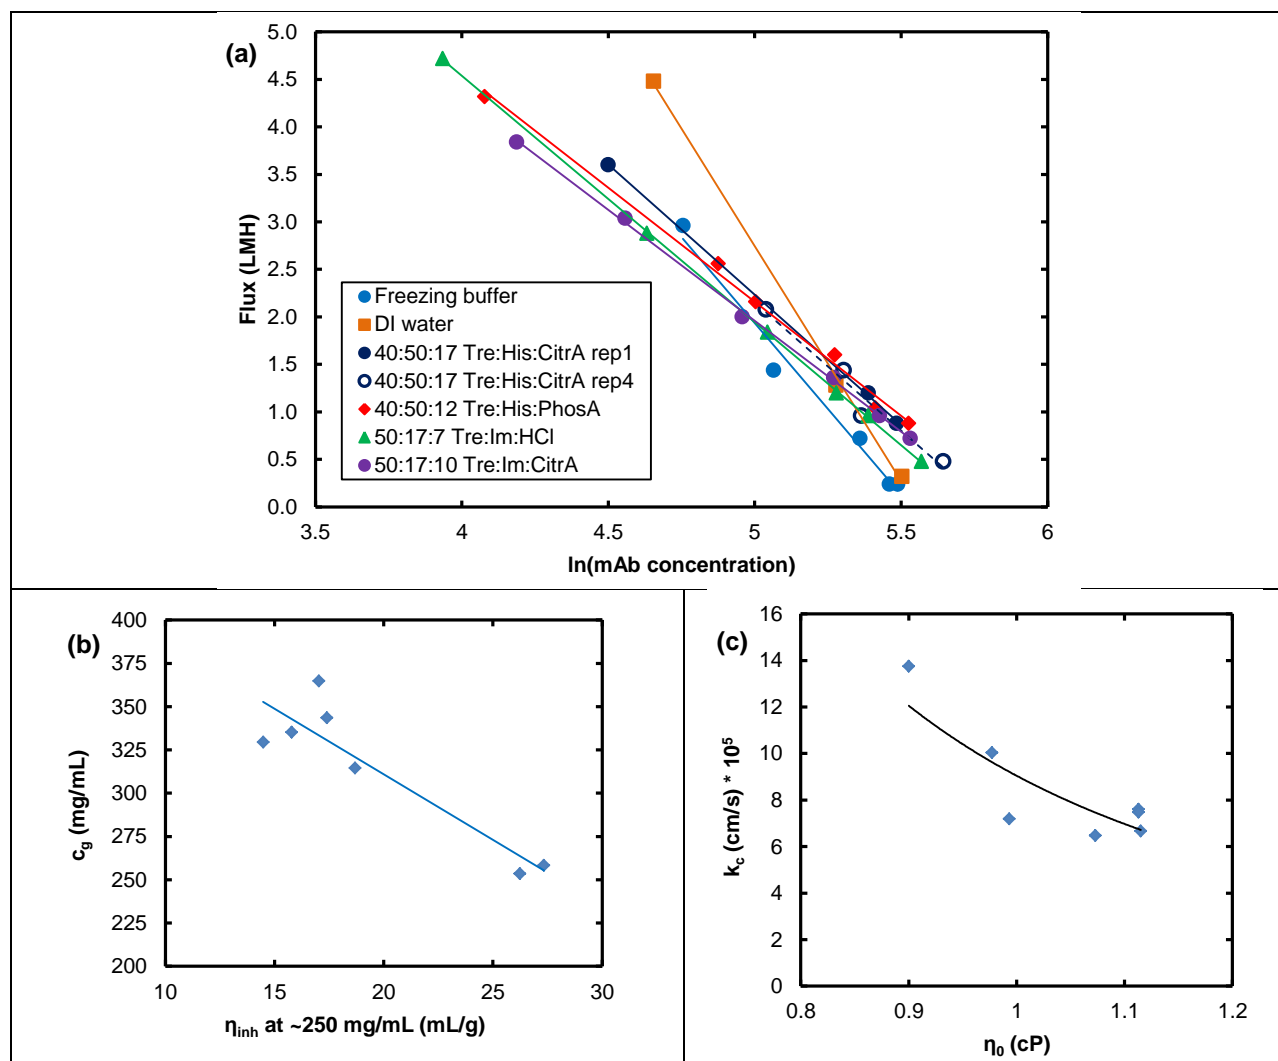 (a)
Flux (LMH)
5.0
4.5
4.0
3.5
3.0
2.5
2.0
1.5
1.0
0.5
0.0
Freezing buffer
DI water
40:50:17 Tre:His:CitrA rep1
40:50:17 Tre:His:CitrA rep4
40:50:12 Tre:His:PhosA
50:17:7 Tre:Im:HCl
50:17:10 Tre:Im:CitrA
3.5 4 4.5 5 5.5 6
ln(mAb concentration)
(b)
c_g (mg/mL)
400
375
350
325
300
275
250
225
200
10 15 20 25 30
η_inh at ~250 mg/mL (mL/g)
(c)
k_c (cm/s) * 10⁵
16
14
12
10
8
6
4
2
0
0.8 0.9 1 1.1 1.2
η₀ (cP)